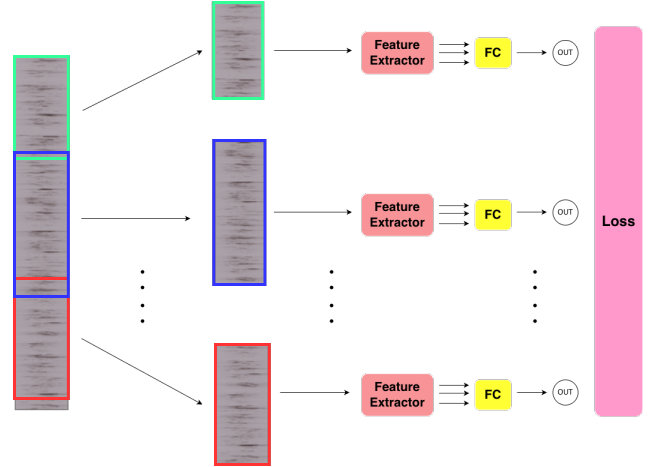 Feature
Extractor
FC
OUT
Feature
Extractor
FC
OUT
Loss
Feature
Extractor
FC
OUT